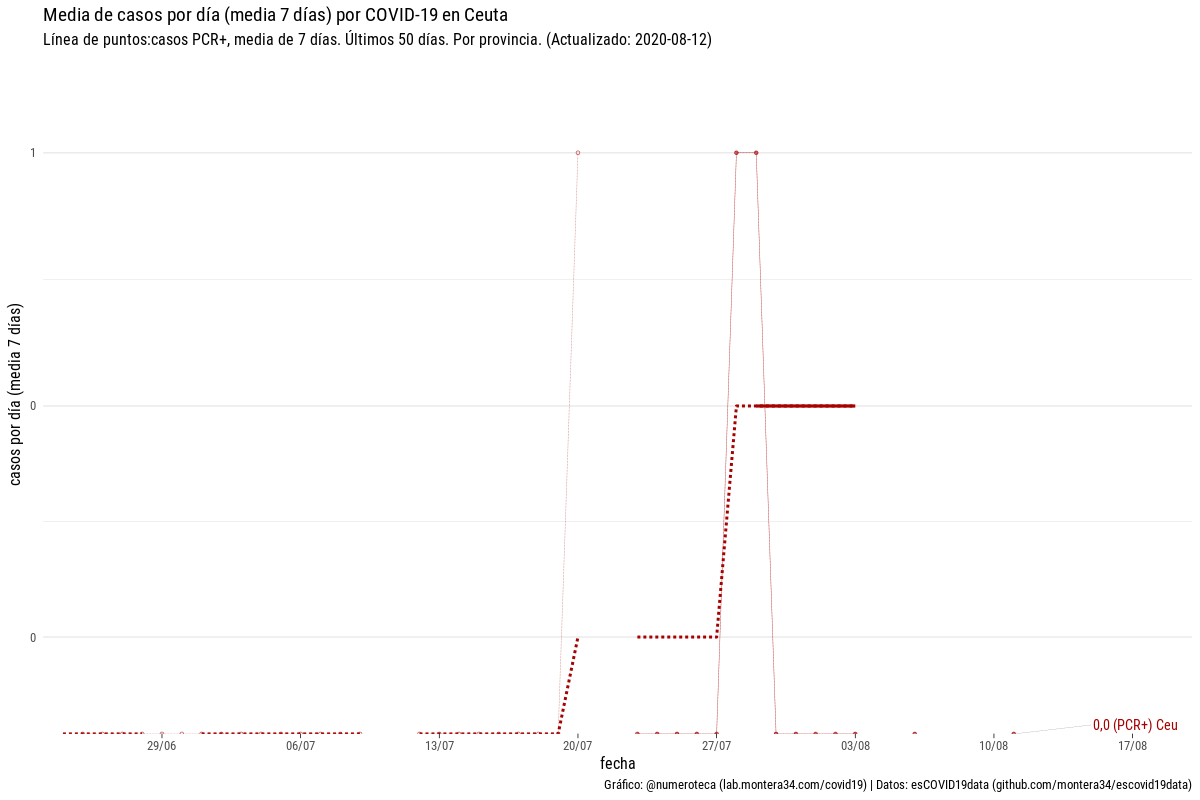 Media de casos por día (media 7 días) por COVID-19 en Ceuta
Línea de puntos:casos PCR+, media de 7 días. Últimos 50 días. Por provincia. (Actualizado: 2020-08-12)
casos por día (media 7 días)
1
0
0
0,0 (PCR+) Ceu
29/06
06/07
13/07
20/07
27/07
03/08
10/08
17/08
fecha
Gráfico: @numeroteca (lab.montera34.com/covid19) | Datos: esCOVID19data (github.com/montera34/escovid19data)